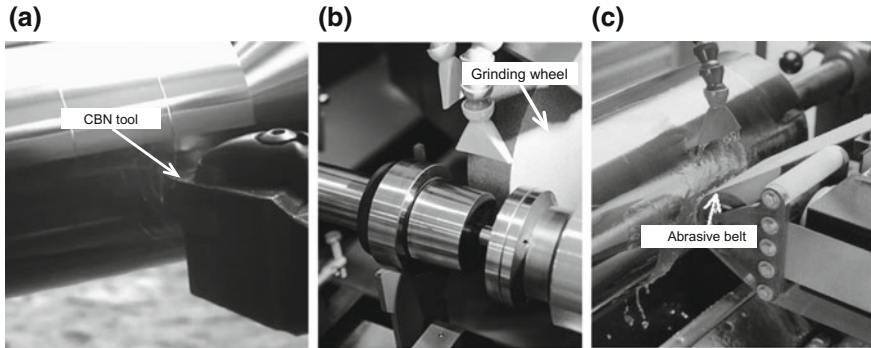 (a)
(b)
(c)
CBN tool
Grinding wheel
Abrasive belt